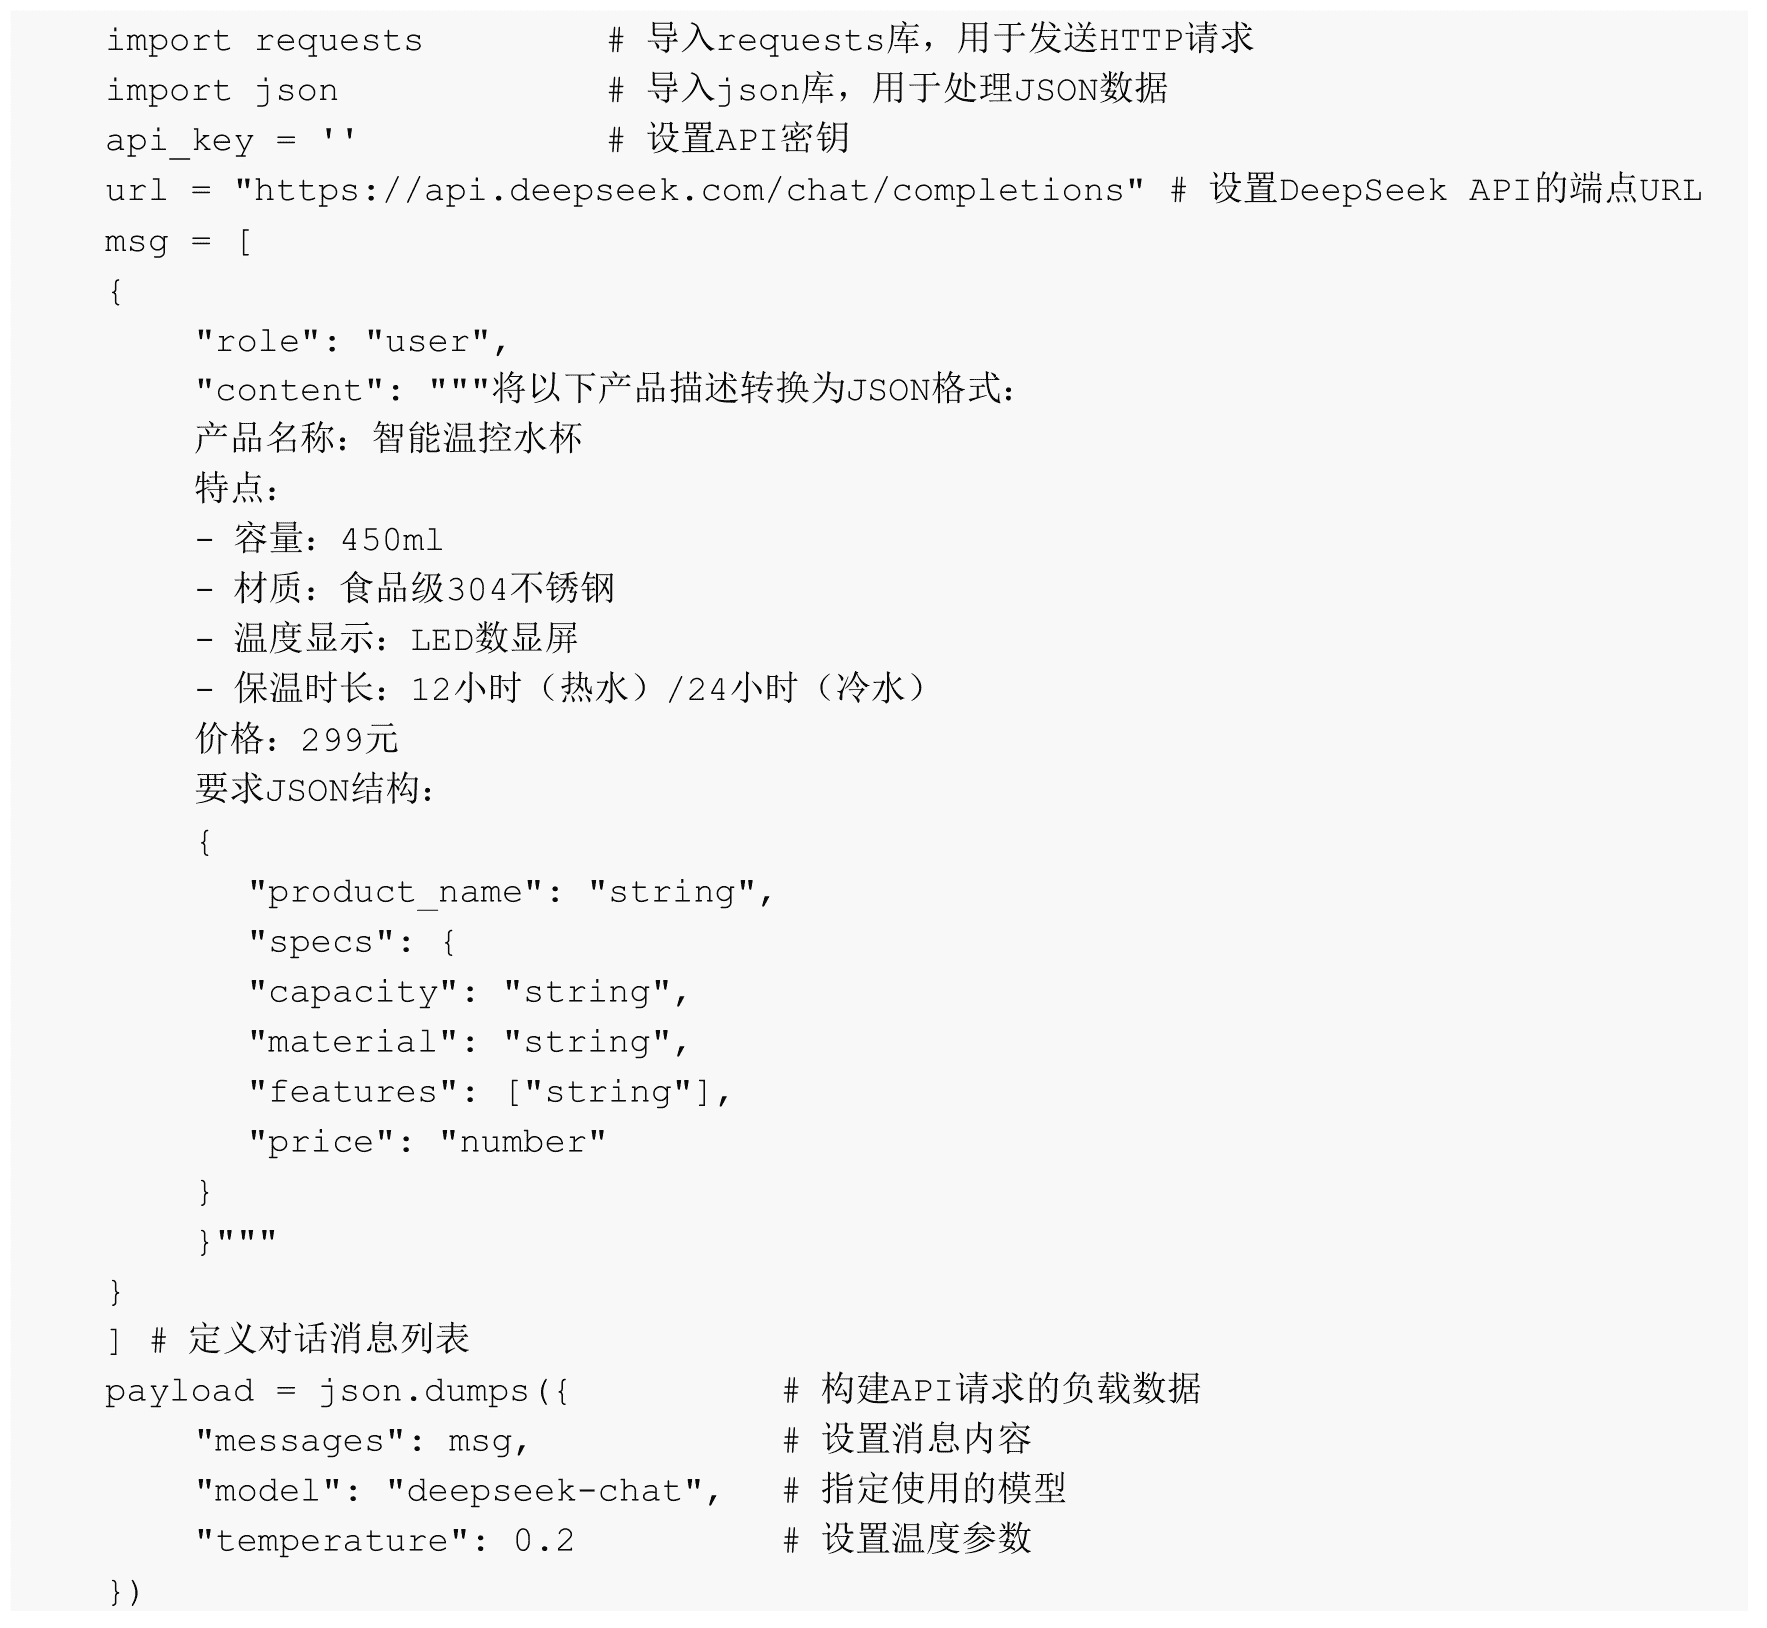 import requests # 导入requests库，用于发送HTTP请求
import json # 导入json库，用于处理JSON数据
api_key = '' # 设置API密钥
url = "https://api.deepseek.com/chat/completions" # 设置DeepSeek API的端点URL
msg = [
{
"role": "user",
"content": """将以下产品描述转换为JSON格式：
产品名称：智能温控水杯
特点：
- 容量：450ml
- 材质：食品级304不锈钢
- 温度显示：LED数显屏
- 保温时长：12小时（热水）/24小时（冷水）
价格：299元
要求JSON结构：
{
"product_name": "string",
"specs": {
"capacity": "string",
"material": "string",
"features": ["string"],
"price": "number"
}
}"""
}
] # 定义对话消息列表
payload = json.dumps({ # 构建API请求的负载数据
"messages": msg, # 设置消息内容
"model": "deepseek-chat", # 指定使用的模型
"temperature": 0.2 # 设置温度参数
})